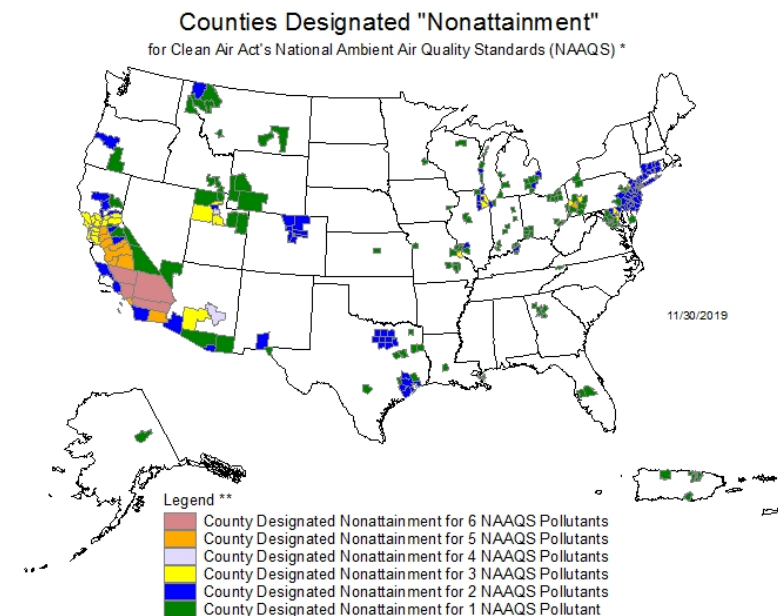 Counties Designated "Nonattainment"
for Clean Air Act's National Ambient Air Quality Standards (NAAQS) *
11/30/2019
Legend **
County Designated Nonattainment for 6 NAAQS Pollutants
County Designated Nonattainment for 5 NAAQS Pollutants
County Designated Nonattainment for 4 NAAQS Pollutants
County Designated Nonattainment for 3 NAAQS Pollutants
County Designated Nonattainment for 2 NAAQS Pollutants
County Designated Nonattainment for 1 NAAQS Pollutant